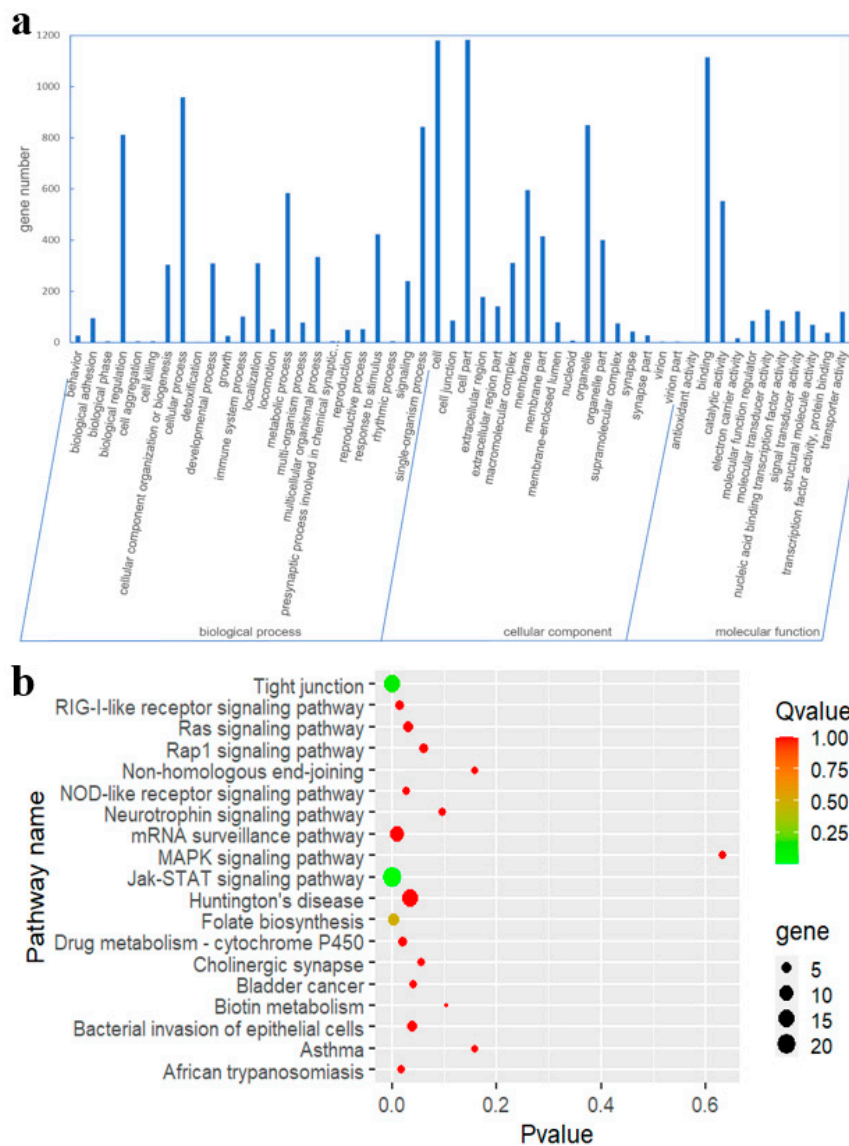 a
1200
1000
800
600
400
200
0
gene number
behavior
biological adhesion
biological phase
biological regulation
cell aggregation
cell killing
cellular component organization or biogenesis
cellular process
detoxification
developmental process
growth
immune system process
localization
locomotion
metabolic process
multi-organism process
multicellular organismal process
presynaptic process involved in chemical synaptic...
reproduction
reproductive process
response to stimulus
rhythmic process
signaling
single-organism process
cell
cell junction
cell part
extracellular region
extracellular region part
macromolecular complex
membrane
membrane part
membrane-enclosed lumen
nucleoid
organelle
organelle part
supramolecular complex
synapse
synapse part
virion
virion part
antioxidant activity
binding
catalytic activity
electron carrier activity
molecular function regulator
molecular transducer activity
nucleic acid binding transcription factor activity
signal transducer activity
structural molecule activity
transcription factor activity, protein binding
transporter activity
biological process
cellular component
molecular function
b
Pathway name
Tight junction
RIG-I-like receptor signaling pathway
Ras signaling pathway
Rap1 signaling pathway
Non-homologous end-joining
NOD-like receptor signaling pathway
Neurotrophin signaling pathway
mRNA surveillance pathway
MAPK signaling pathway
Jak-STAT signaling pathway
Huntington's disease
Folate biosynthesis
Drug metabolism - cytochrome P450
Cholinergic synapse
Bladder cancer
Biotin metabolism
Bacterial invasion of epithelial cells
Asthma
African trypanosomiasis
0.0
0.2
0.4
0.6
Pvalue
Qvalue
1.00
0.75
0.50
0.25
gene
5
10
15
20